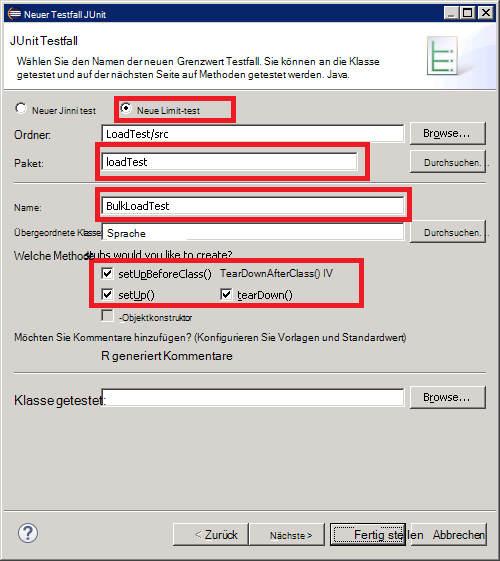 Neuer Testfall JUnit
JUnit Testfall
Wählen Sie den Namen der neuen Grenzwert Testfall. Sie können an die Klasse
getestet und auf der nächsten Seite auf Methoden getestet werden. Java.
Neuer Jinni test Neue Limit-test
Ordner: LoadTest/src Browse...
Paket: loadTest Durchsuchen...
Name: BulkLoadTest
Übergeordnete Klasse, Sprache Durchsuchen...
Welche Methode stubs would you like to create?
setUpBeforeClass() TearDownAfterClass() IV
setUp() tearDown()
-Objektkonstruktor
Möchten Sie Kommentare hinzufügen? (Konfigurieren Sie Vorlagen und Standardwert)
R generiert Kommentare
Klasse getestet: Browse...
? < Zurück Nächste > Fertig stellen Abbrechen